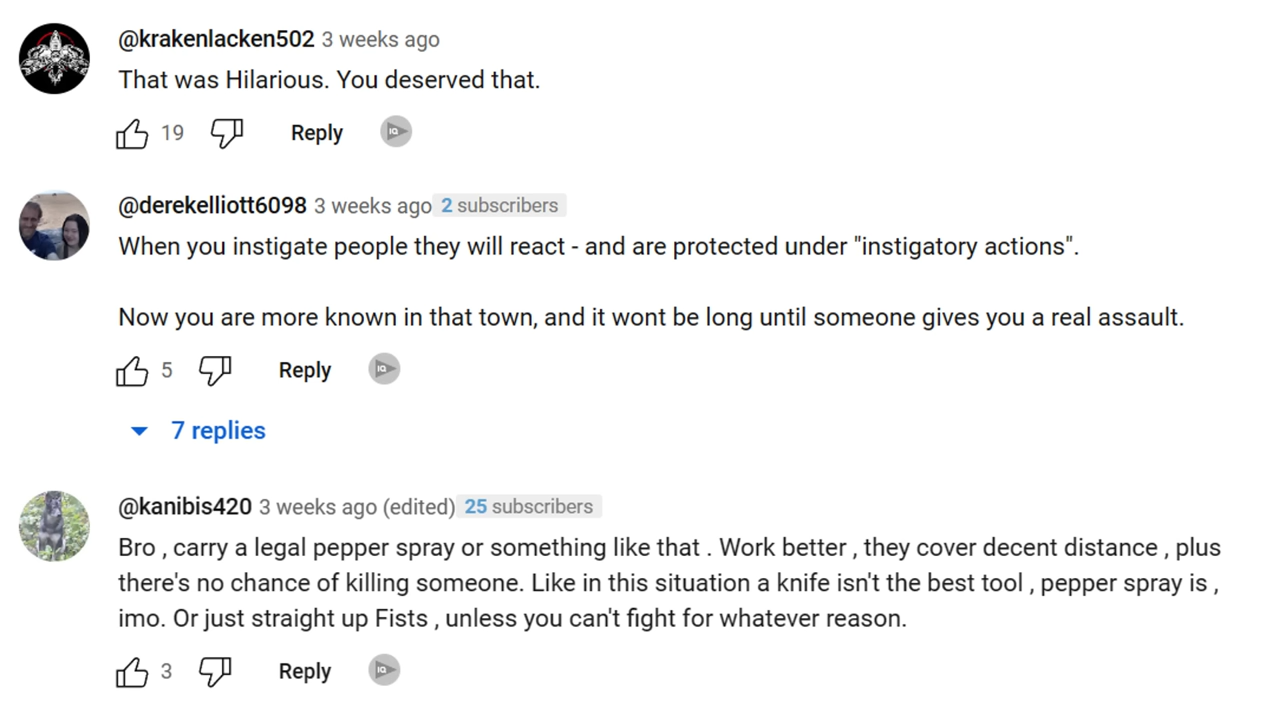 @krakenlacken502 3 weeks ago
That was Hilarious. You deserved that.
19 Reply IQ
@derekelliott6098 3 weeks ago 2 subscribers
When you instigate people they will react - and are protected under "instigatory actions".
Now you are more known in that town, and it wont be long until someone gives you a real assault.
5 Reply IQ
7 replies
@kanibis420 3 weeks ago (edited) 25 subscribers
Bro , carry a legal pepper spray or something like that . Work better , they cover decent distance , plus
there's no chance of killing someone. Like in this situation a knife isn't the best tool , pepper spray is ,
imo. Or just straight up Fists , unless you can't fight for whatever reason.
3 Reply IQ